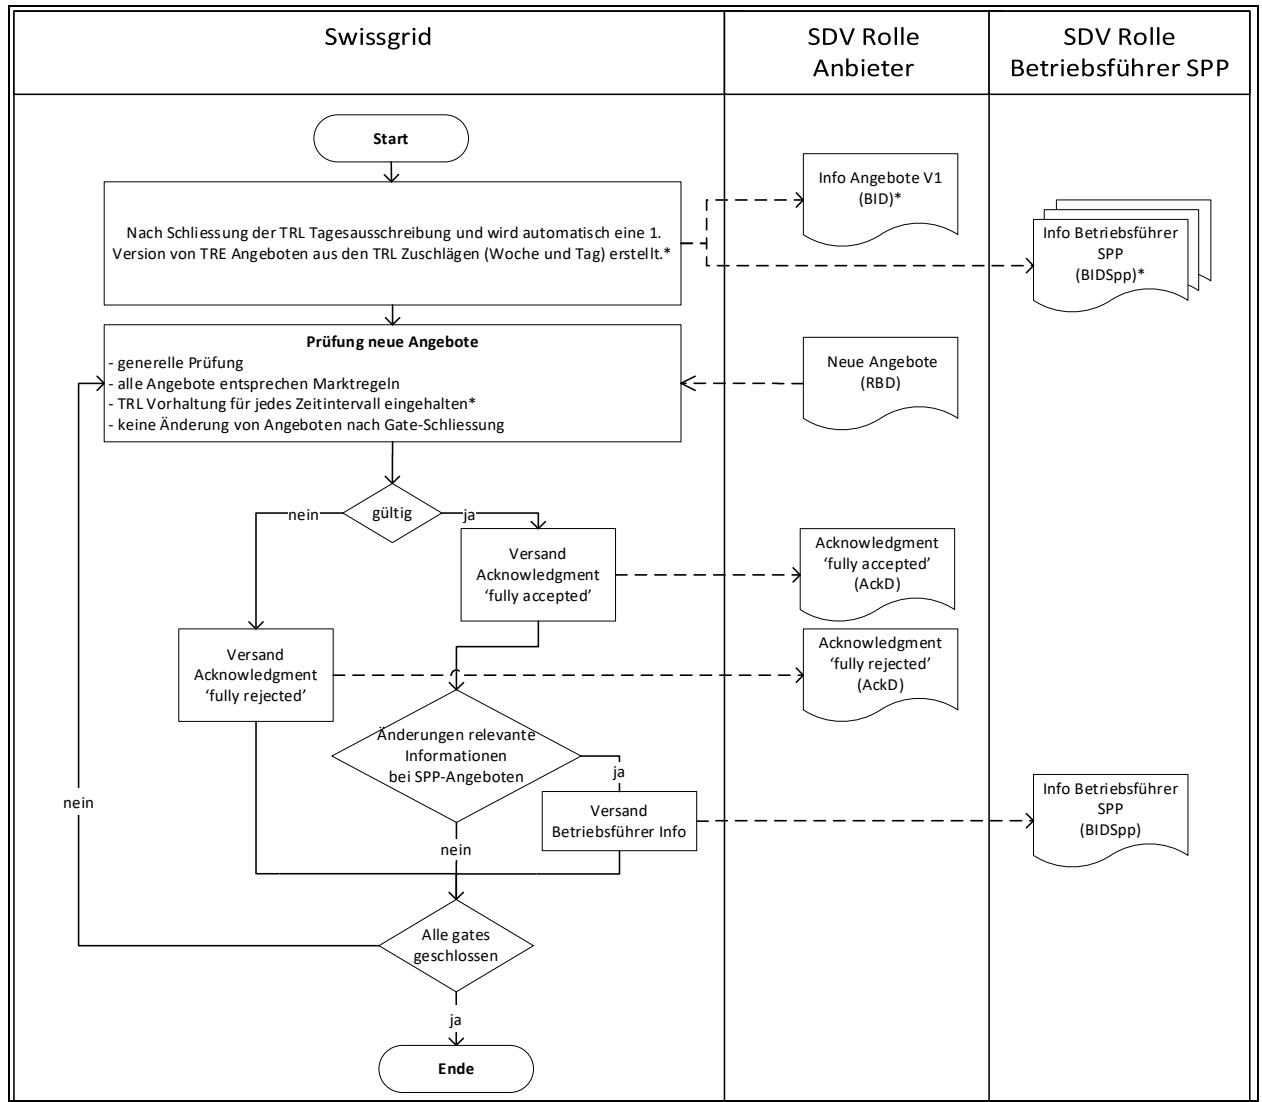 Swissgrid
SDV Rolle
Anbieter
SDV Rolle
Betriebsführer SPP
Start
Nach Schliessung der TRL Tagesausschreibung und wird automatisch eine 1.
Version von TRE Angeboten aus den TRL Zuschlägen (Woche und Tag) erstellt.*
Info Angebote V1
(BID)*
Info Betriebsführer
SPP
(BIDSpp)*
Prüfung neue Angebote
- generelle Prüfung
- alle Angebote entsprechen Marktregeln
- TRL Vorhaltung für jedes Zeitintervall eingehalten*
- keine Änderung von Angeboten nach Gate-Schliessung
Neue Angebote
(RBD)
gültig
nein
ja
Versand
Acknowledgment
‘fully accepted’
Acknowledgment
‘fully accepted’
(AckD)
Versand
Acknowledgment
‘fully rejected’
Acknowledgment
‘fully rejected’
(AckD)
Änderungen relevante
Informationen
bei SPP-Angeboten
ja
Versand
Betriebsführer Info
Info Betriebsführer
SPP
(BIDSpp)
nein
nein
Alle gates
geschlossen
ja
Ende